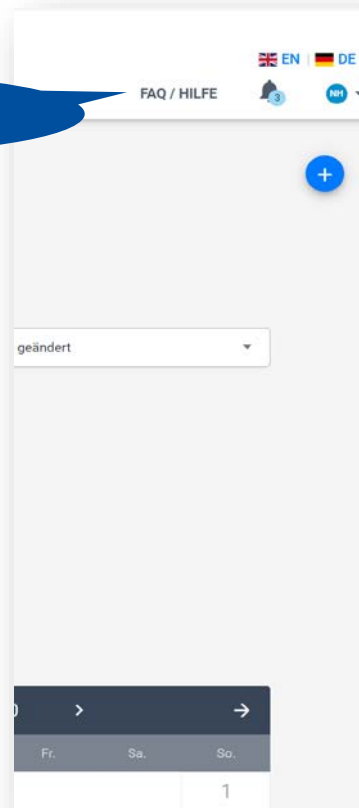 EN | DE
FAQ / HILFE
3
NH
+
geändert
Fr. Sa. So.
1